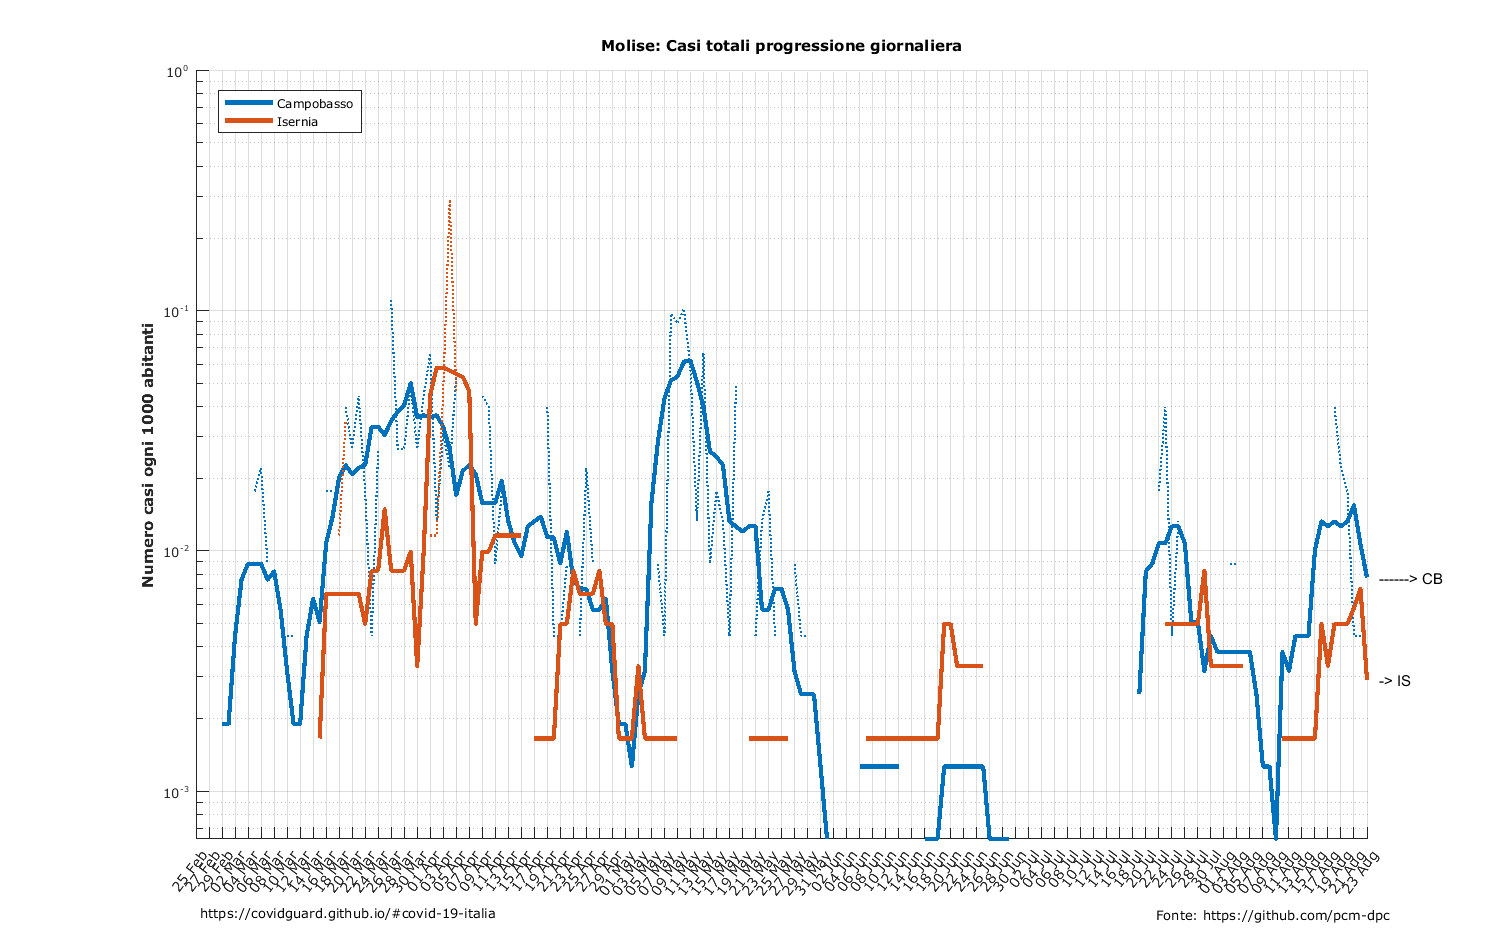 Molise: Casi totali progressione giornaliera
10^0
10^-1
10^-2
10^-3
Numero casi ogni 1000 abitanti
Campobasso
Isernia
------> CB
-> IS
25 Feb
27 Feb
29 Feb
02 Mar
04 Mar
06 Mar
08 Mar
10 Mar
12 Mar
14 Mar
16 Mar
18 Mar
20 Mar
22 Mar
24 Mar
26 Mar
28 Mar
30 Mar
01 Apr
03 Apr
05 Apr
07 Apr
09 Apr
11 Apr
13 Apr
15 Apr
17 Apr
19 Apr
21 Apr
23 Apr
25 Apr
27 Apr
29 Apr
01 May
03 May
05 May
07 May
09 May
11 May
13 May
15 May
17 May
19 May
21 May
23 May
25 May
27 May
29 May
31 May
02 Jun
04 Jun
06 Jun
08 Jun
10 Jun
12 Jun
14 Jun
16 Jun
18 Jun
20 Jun
22 Jun
24 Jun
26 Jun
28 Jun
30 Jun
02 Jul
04 Jul
06 Jul
08 Jul
10 Jul
12 Jul
14 Jul
16 Jul
18 Jul
20 Jul
22 Jul
24 Jul
26 Jul
28 Jul
30 Jul
01 Aug
03 Aug
05 Aug
07 Aug
09 Aug
11 Aug
13 Aug
15 Aug
17 Aug
19 Aug
21 Aug
23 Aug
https://covidguard.github.io/#covid-19-italia
Fonte: https://github.com/pcm-dpc